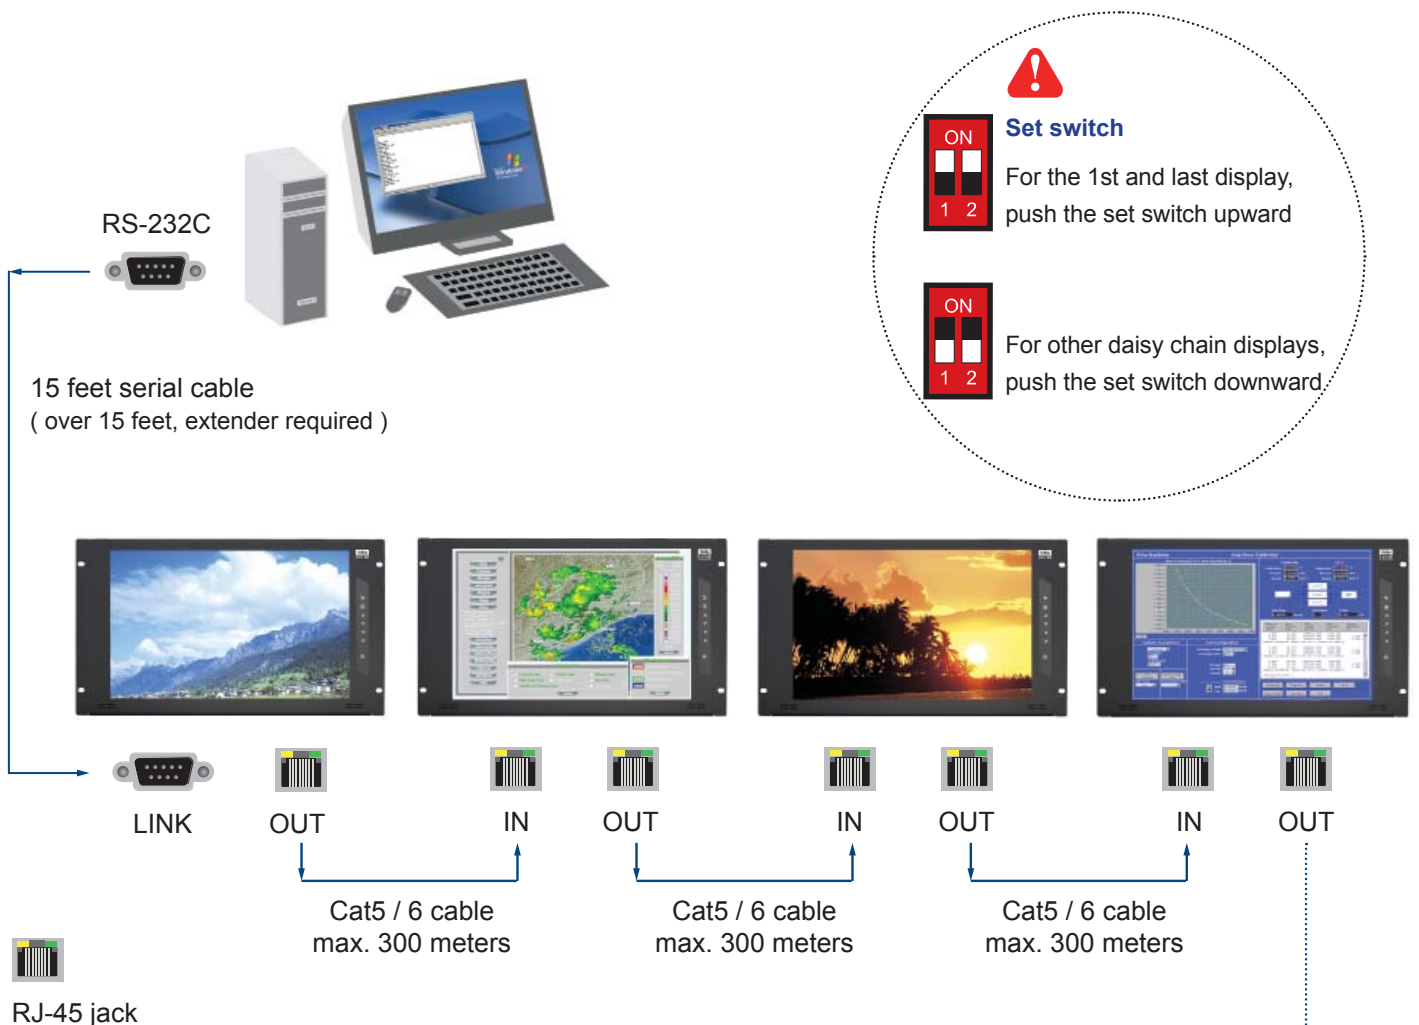 Set switch
ON
1 2
For the 1st and last display,
push the set switch upward
RS-232C
ON
1 2
For other daisy chain displays,
push the set switch downward
15 feet serial cable
( over 15 feet, extender required )
LINK
OUT
IN
OUT
IN
OUT
IN
OUT
Cat5 / 6 cable
max. 300 meters
Cat5 / 6 cable
max. 300 meters
Cat5 / 6 cable
max. 300 meters
RJ-45 jack